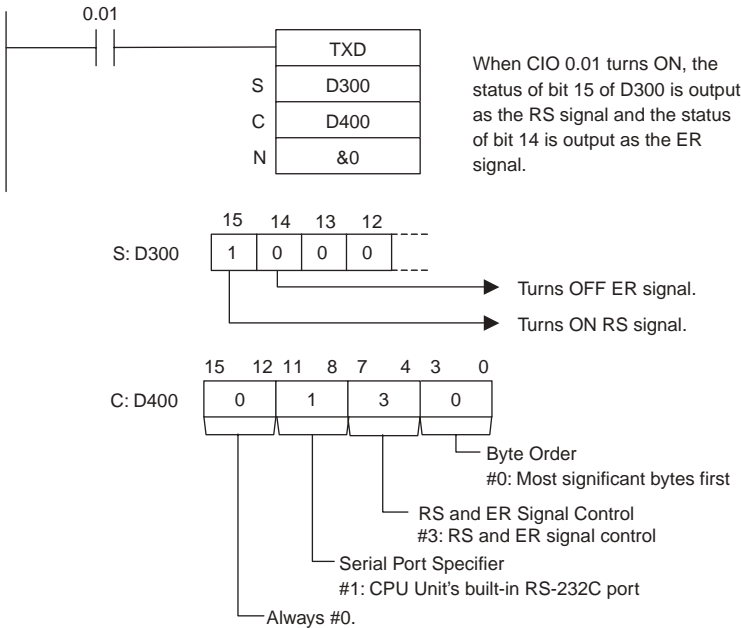 0.01
TXD
S D300
C D400
N &0
When CIO 0.01 turns ON, the
status of bit 15 of D300 is output
as the RS signal and the status
of bit 14 is output as the ER
signal.
15 14 13 12
S: D300 1 0 0 0
Turns OFF ER signal.
Turns ON RS signal.
15 12 11 8 7 4 3 0
C: D400 0 1 3 0
Byte Order
#0: Most significant bytes first
RS and ER Signal Control
#3: RS and ER signal control
Serial Port Specifier
#1: CPU Unit's built-in RS-232C port
Always #0.